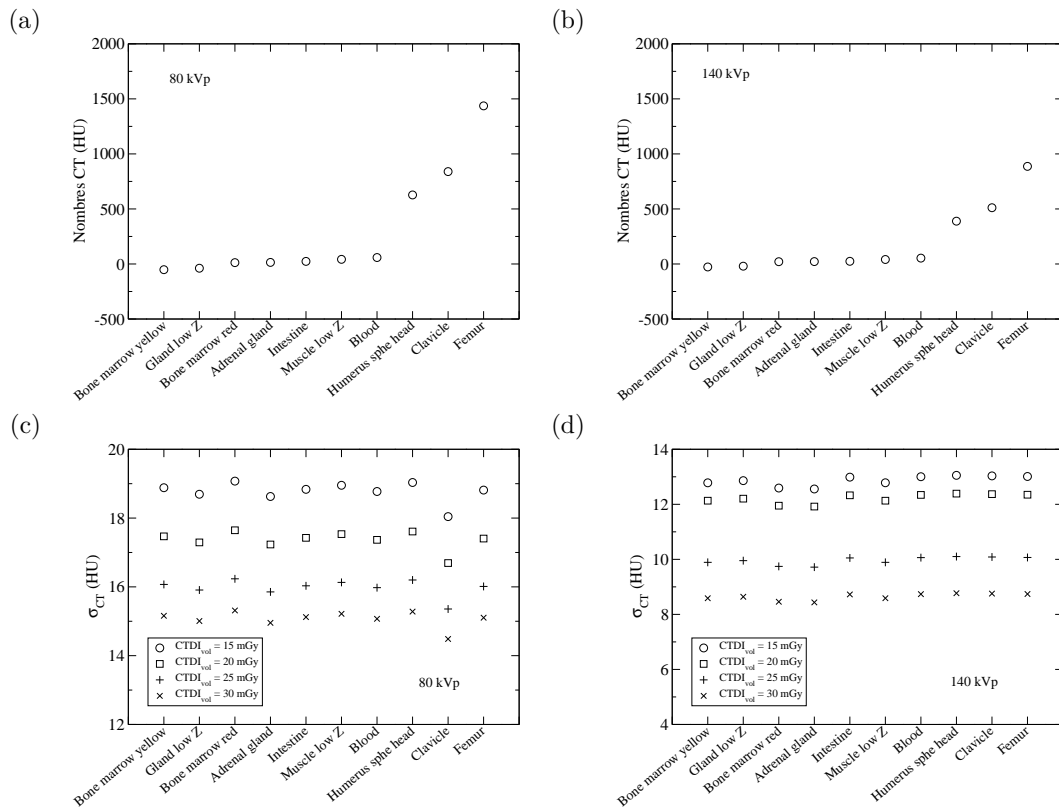 (a)
2000
1500
1000
500
0
-500
Nombres CT (HU)
80 kVp
Bone marrow yellow
Gland low Z
Bone marrow red
Adrenal gland
Intestine
Muscle low Z
Blood
Humerus sphe head
Clavicle
Femur
(b)
2000
1500
1000
500
0
-500
Nombres CT (HU)
140 kVp
Bone marrow yellow
Gland low Z
Bone marrow red
Adrenal gland
Intestine
Muscle low Z
Blood
Humerus sphe head
Clavicle
Femur
(c)
20
18
16
14
12
σCT (HU)
CTDIvol = 15 mGy
CTDIvol = 20 mGy
CTDIvol = 25 mGy
CTDIvol = 30 mGy
80 kVp
Bone marrow yellow
Gland low Z
Bone marrow red
Adrenal gland
Intestine
Muscle low Z
Blood
Humerus sphe head
Clavicle
Femur
(d)
14
12
10
8
6
4
σCT (HU)
CTDIvol = 15 mGy
CTDIvol = 20 mGy
CTDIvol = 25 mGy
CTDIvol = 30 mGy
140 kVp
Bone marrow yellow
Gland low Z
Bone marrow red
Adrenal gland
Intestine
Muscle low Z
Blood
Humerus sphe head
Clavicle
Femur